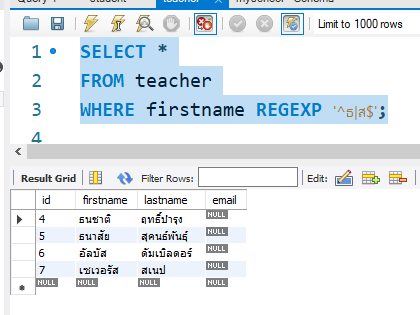 student
teacher
myschool - Schema
Limit to 1000 rows
1 SELECT *
2 FROM teacher
3 WHERE firstname REGEXP '^ธ|ส$';
4
Result Grid Filter Rows: Edit:
id firstname lastname email
4 ธนชาติ ฤทธิ์บำรุง NULL
5 ธนาสัย สุคนธ์พันธุ์ NULL
6 อัลบัส ดัมเบิลดอร์ NULL
7 เซเวอรัส สเนป NULL
NULL NULL NULL NULL